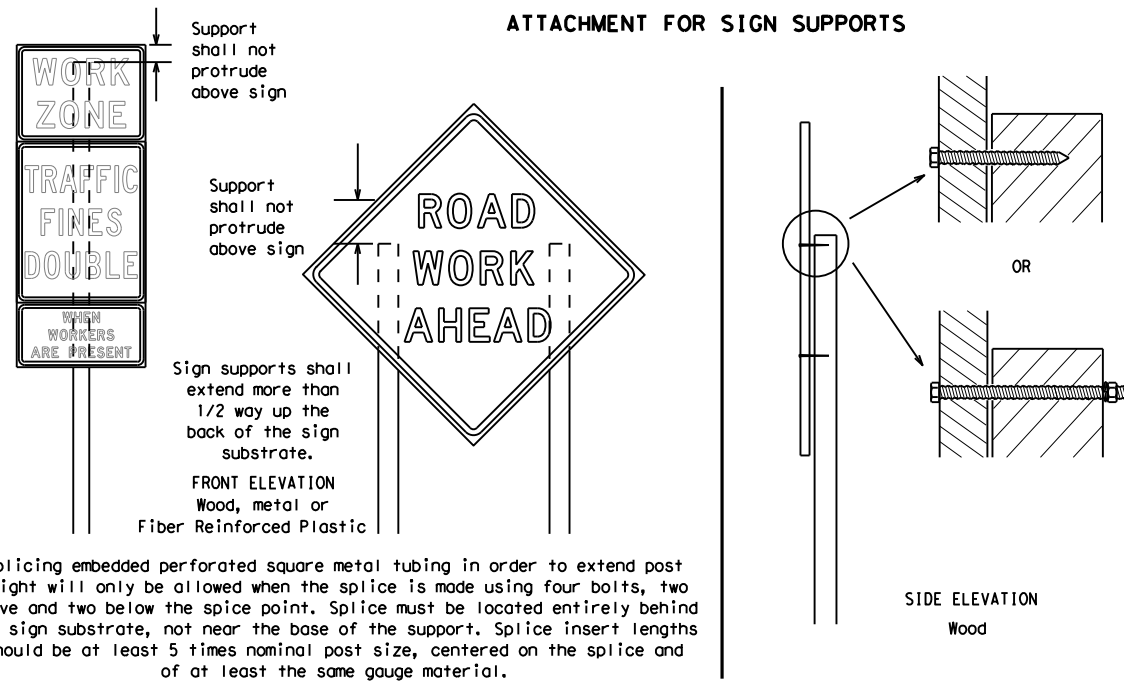 ATTACHMENT FOR SIGN SUPPORTS
Support
shall not
protrude
above sign
WORK
ZONE
TRAFFIC
FINES
DOUBLE
WHEN
WORKERS
ARE PRESENT
Support
shall not
protrude
above sign
ROAD
WORK
AHEAD
Sign supports shall
extend more than
1/2 way up the
back of the sign
substrate.
FRONT ELEVATION
Wood, metal or
Fiber Reinforced Plastic
embedded perforated square metal tubing in order to extend post
will only be allowed when the splice is made using four bolts, two
and two below the spice point. Splice must be located entirely behind
sign substrate, not near the base of the support. Splice insert lengths
be at least 5 times nominal post size, centered on the splice and
of at least the same gauge material.
OR
SIDE ELEVATION
Wood